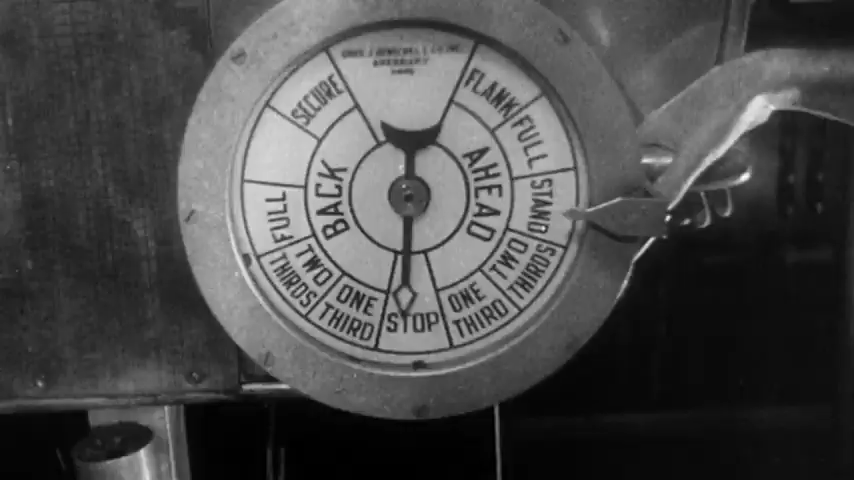 SECURE
FLANK
FULL
STAND
TWO
THIRDS
ONE
THIRD
STOP
ONE
THIRD
TWO
THIRDS
FULL
BACK
AHEAD